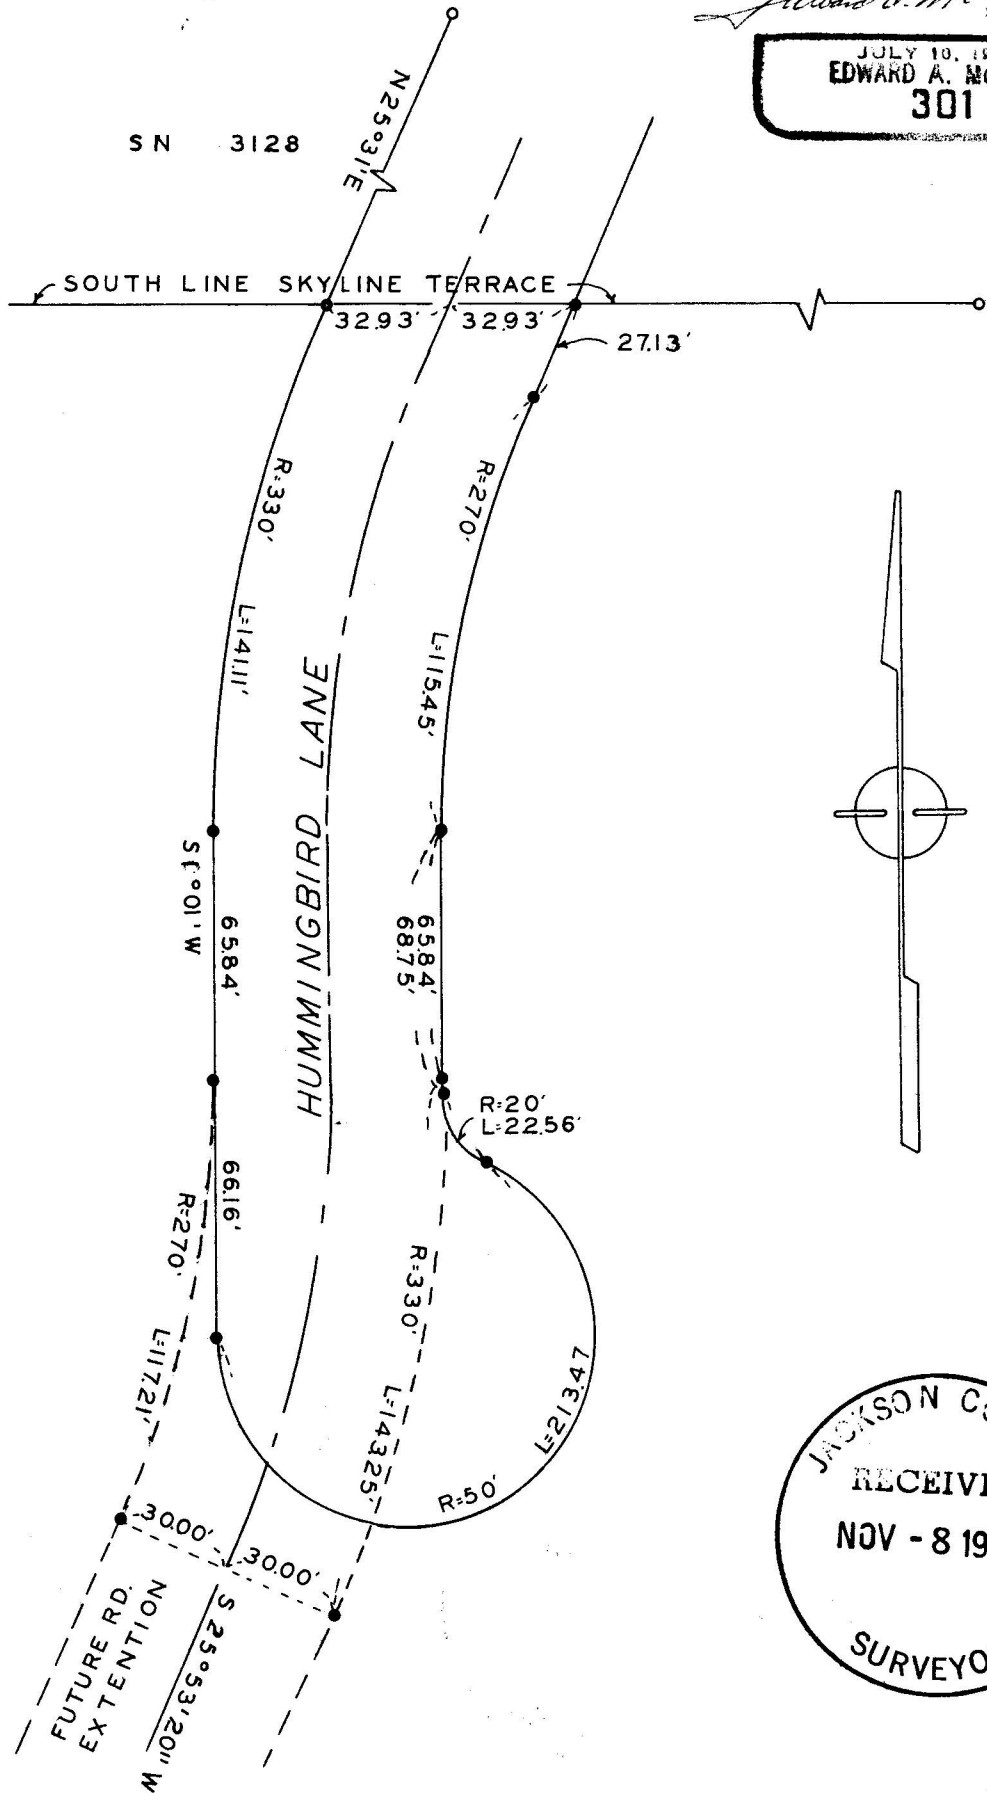 JULY 10, 19
EDWARD A.
301
SN 3128
N25°31'E
SOUTH LINE SKYLINE TERRACE
32.93' 32.93'
27.13'
R=330'
L=141.11'
R=270'
L=115.45'
HUMMINGBIRD LANE
65.84'
65.84'
68.75'
R=20'
L=22.56'
66.16'
R=270'
L=117.21'
R=330'
L=143.25'
L=213.47
R=50'
30.00'
30.00'
FUTURE RD.
EXTENTION
S 25°53'20" W
JACKSON
RECEIV
NOV - 8 19
SURVEYO